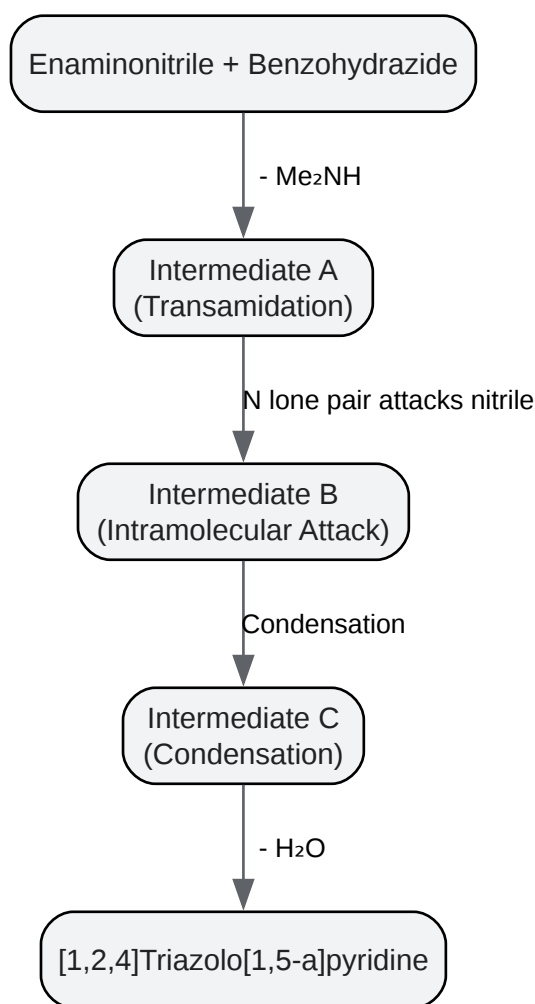 Enaminonitrile + Benzohydrazide
- Me₂NH
Intermediate A
(Transamidation)
N lone pair attacks nitrile
Intermediate B
(Intramolecular Attack)
Condensation
Intermediate C
(Condensation)
- H₂O
[1,2,4]Triazolo[1,5-a]pyridine